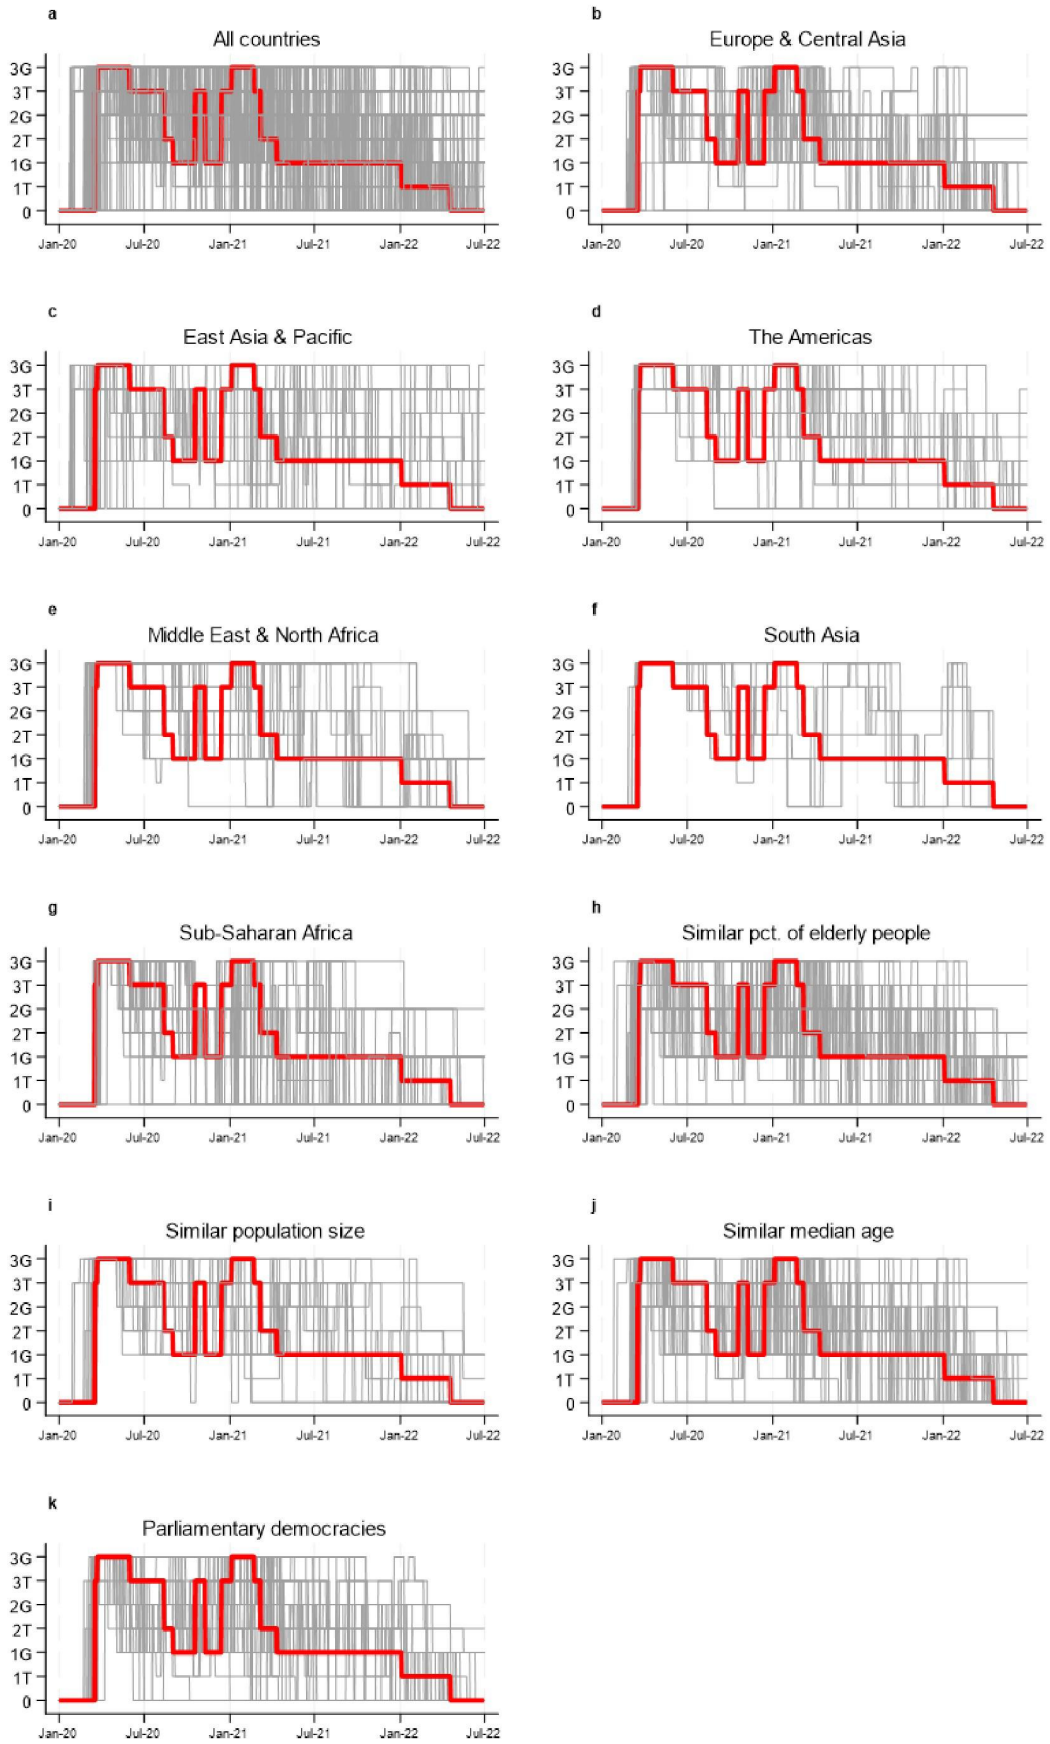 a
All countries
3G
3T
2G
2T
1G
1T
0
Jan-20 Jul-20 Jan-21 Jul-21 Jan-22 Jul-22
b
Europe & Central Asia
3G
3T
2G
2T
1G
1T
0
Jan-20 Jul-20 Jan-21 Jul-21 Jan-22 Jul-22
c
East Asia & Pacific
3G
3T
2G
2T
1G
1T
0
Jan-20 Jul-20 Jan-21 Jul-21 Jan-22 Jul-22
d
The Americas
3G
3T
2G
2T
1G
1T
0
Jan-20 Jul-20 Jan-21 Jul-21 Jan-22 Jul-22
e
Middle East & North Africa
3G
3T
2G
2T
1G
1T
0
Jan-20 Jul-20 Jan-21 Jul-21 Jan-22 Jul-22
f
South Asia
3G
3T
2G
2T
1G
1T
0
Jan-20 Jul-20 Jan-21 Jul-21 Jan-22 Jul-22
g
Sub-Saharan Africa
3G
3T
2G
2T
1G
1T
0
Jan-20 Jul-20 Jan-21 Jul-21 Jan-22 Jul-22
h
Similar pct. of elderly people
3G
3T
2G
2T
1G
1T
0
Jan-20 Jul-20 Jan-21 Jul-21 Jan-22 Jul-22
i
Similar population size
3G
3T
2G
2T
1G
1T
0
Jan-20 Jul-20 Jan-21 Jul-21 Jan-22 Jul-22
j
Similar median age
3G
3T
2G
2T
1G
1T
0
Jan-20 Jul-20 Jan-21 Jul-21 Jan-22 Jul-22
k
Parliamentary democracies
3G
3T
2G
2T
1G
1T
0
Jan-20 Jul-20 Jan-21 Jul-21 Jan-22 Jul-22